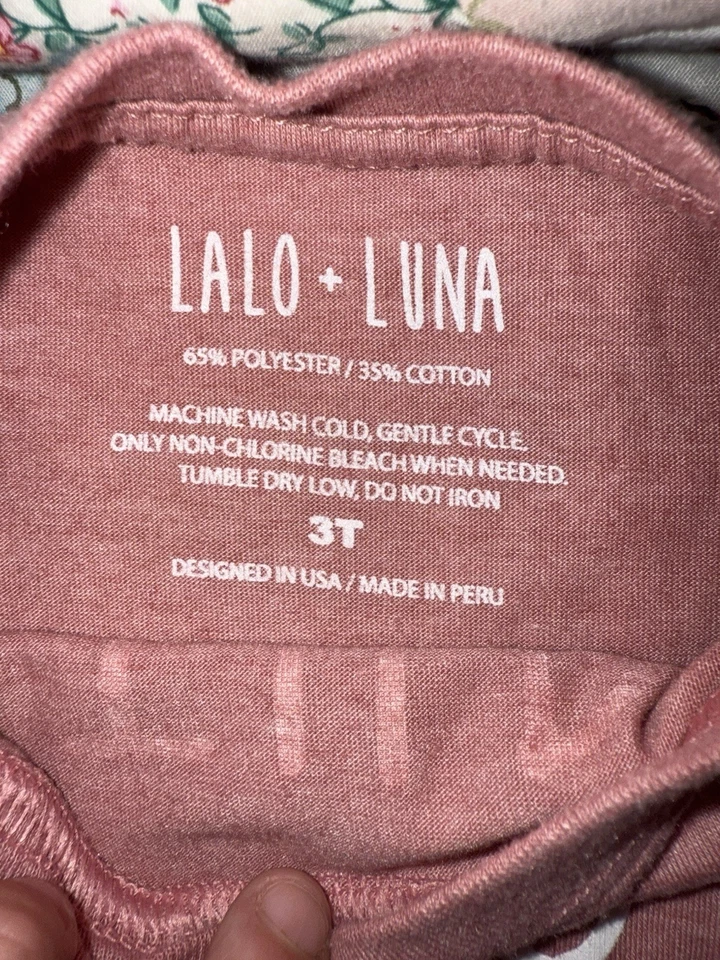 LALO + LUNA
65% POLYESTER / 35% COTTON
MACHINE WASH COLD, GENTLE CYCLE.
ONLY NON-CHLORINE BLEACH WHEN NEEDED.
TUMBLE DRY LOW, DO NOT IRON
3T
DESIGNED IN USA / MADE IN PERU